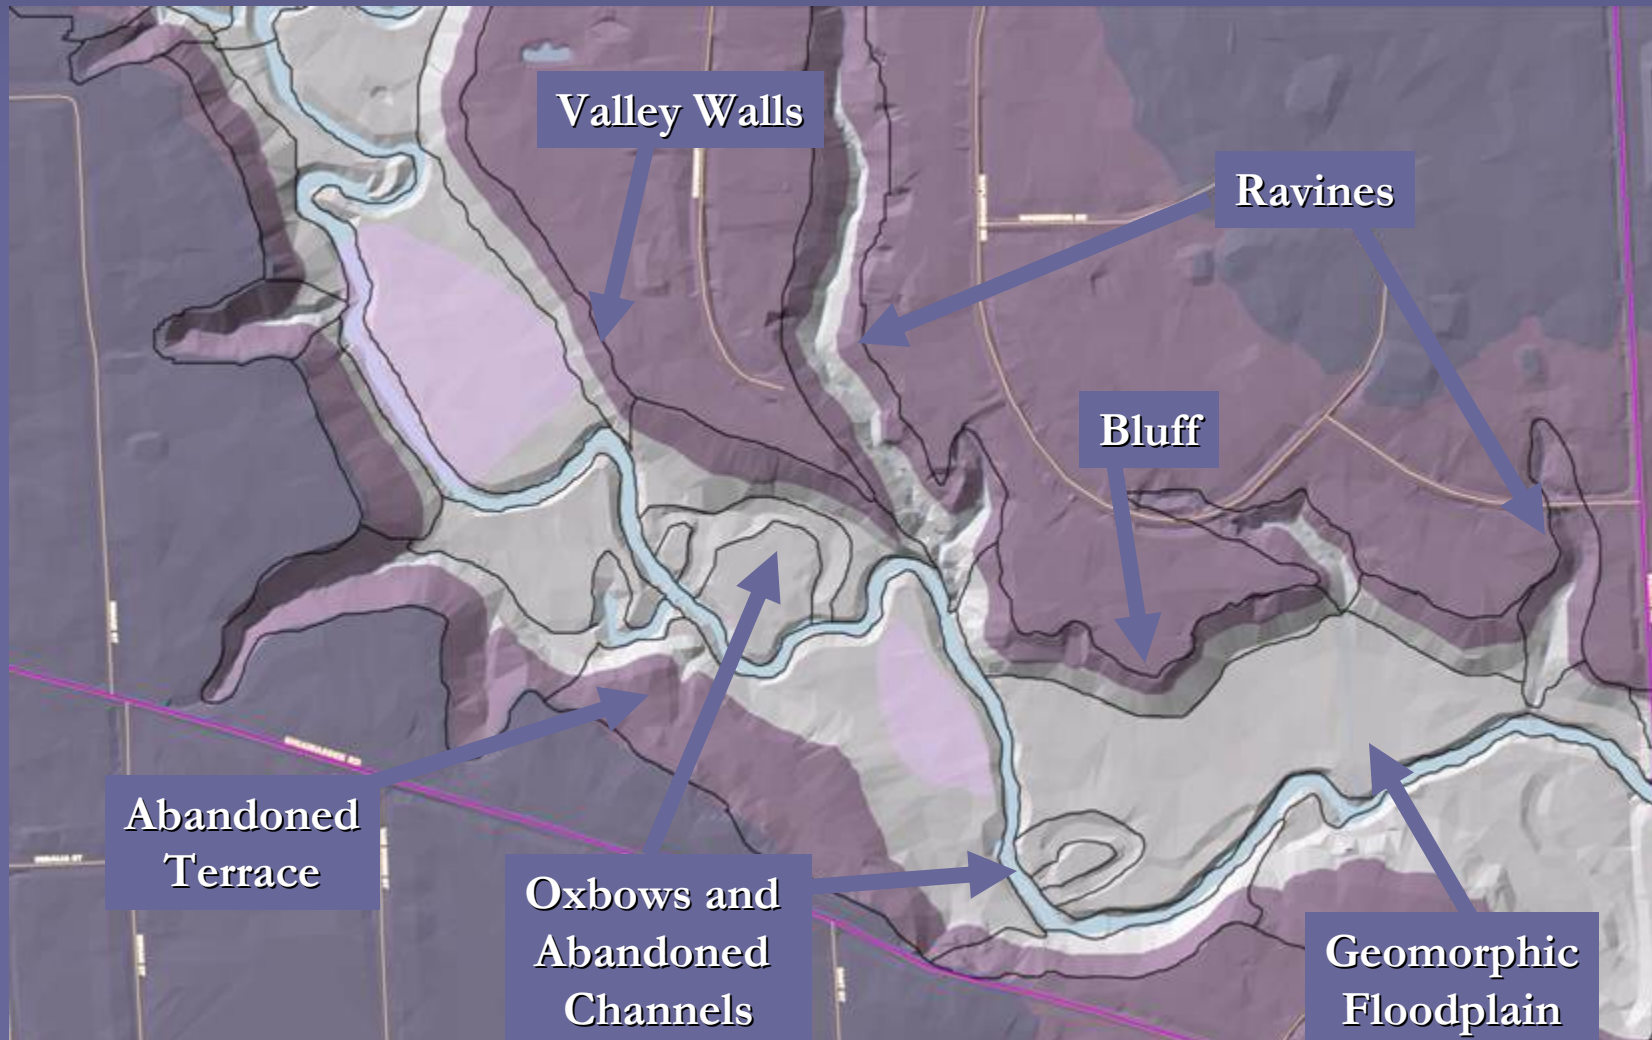 Valley Walls
Ravines
Bluff
Abandoned
Terrace
Oxbows and
Abandoned
Channels
Geomorphic
Floodplain